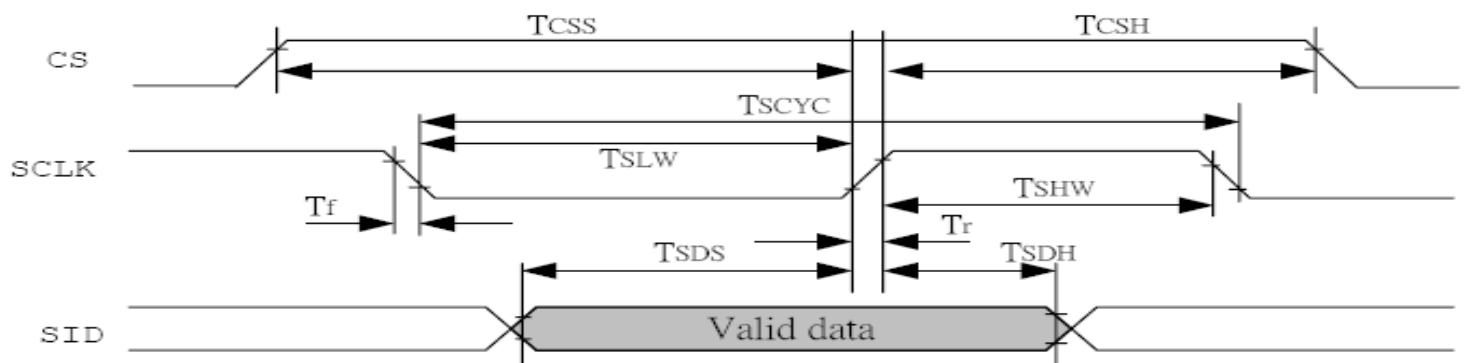 TCSS TCSH
CS
TSCYC
SCLK TSLW
TSHW
Tf
Tr
TSDS TSDH
SID Valid data